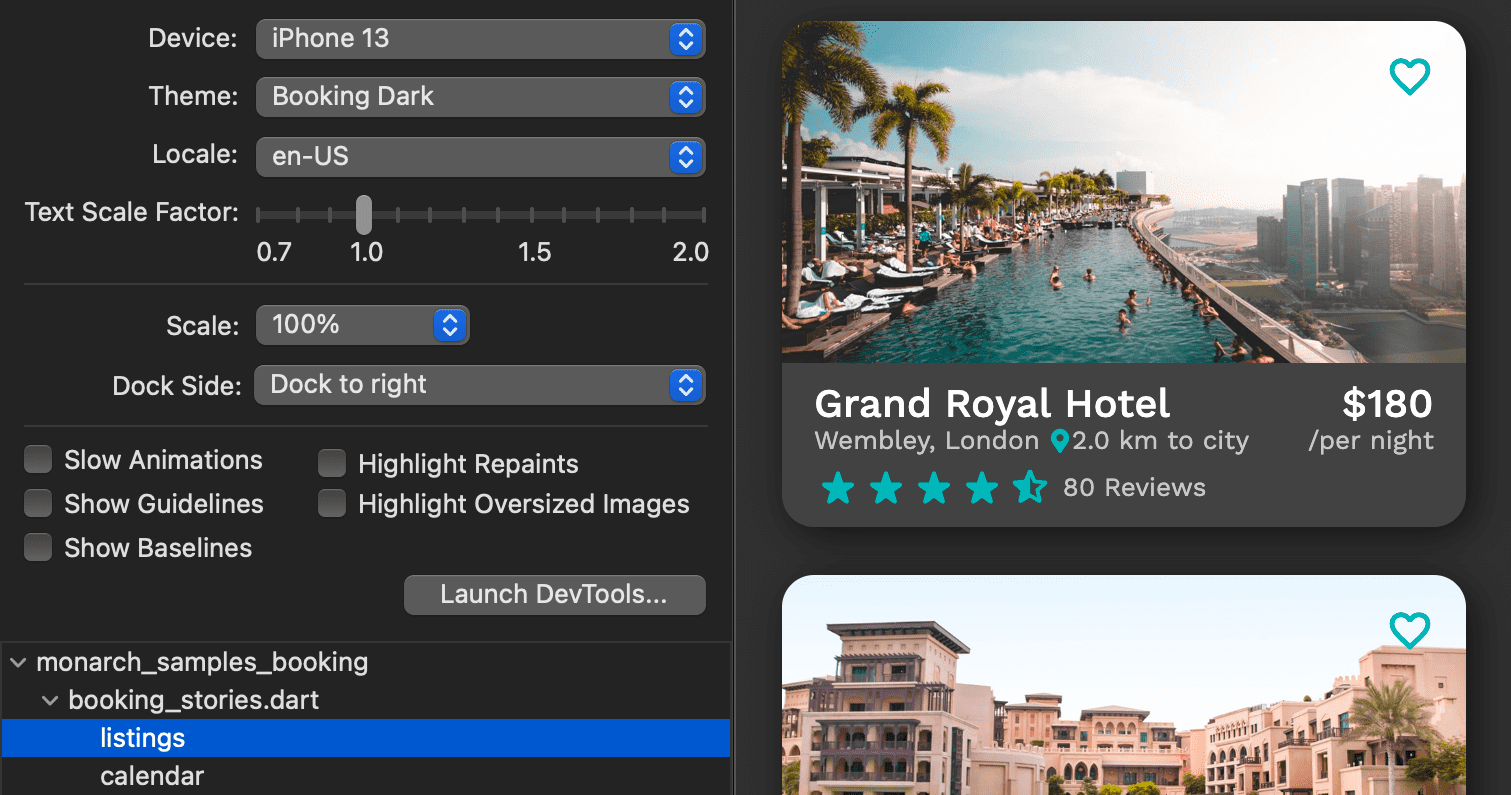 Device: iPhone 13
Theme: Booking Dark
Locale: en-US
Text Scale Factor:
0.7 1.0 1.5 2.0
Scale: 100%
Dock Side: Dock to right
Slow Animations Highlight Repaints
Show Guidelines Highlight Oversized Images
Show Baselines
Launch DevTools...
monarch_samples_booking
booking_stories.dart
listings
calendar
Grand Royal Hotel $180
Wembley, London 2.0 km to city /per night
80 Reviews